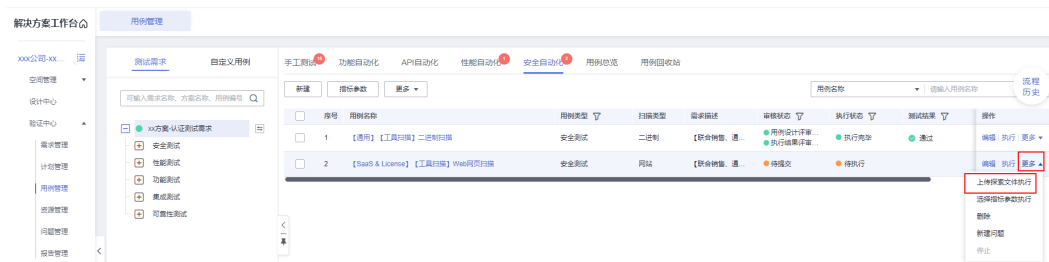 解决方案工作台
用例管理
xxx公司-xx...
空间管理
设计中心
验证中心
需求管理
计划管理
用例管理
资源管理
问题管理
报告管理
测试需求 自定义用例
可输入需求名称、方案名称、用例编号
xx方案-认证测试需求
安全测试
性能测试
功能测试
集成测试
可靠性测试
手工测试 16 功能自动化 API自动化 性能自动化 1 安全自动化 2 用例总览 用例回收站
新建 指标参数 更多 用例名称 请输入用例名称
流程
历史
序号 用例名称 用例类型 扫描类型 需求描述 审核状态 执行状态 测试结果 操作
1 【通用】【工具扫描】二进制扫描 安全测试 二进制 【联合销售、通... 用例设计评审... 执行完毕 通过 编辑 执行 更多
执行结果评审...
2 【SaaS & License】【工具扫描】Web网页扫描 安全测试 网站 【联合销售、通... 待提交 待执行 编辑 执行 更多
上传探索文件执行
选择指标参数执行
删除
新建问题
停止